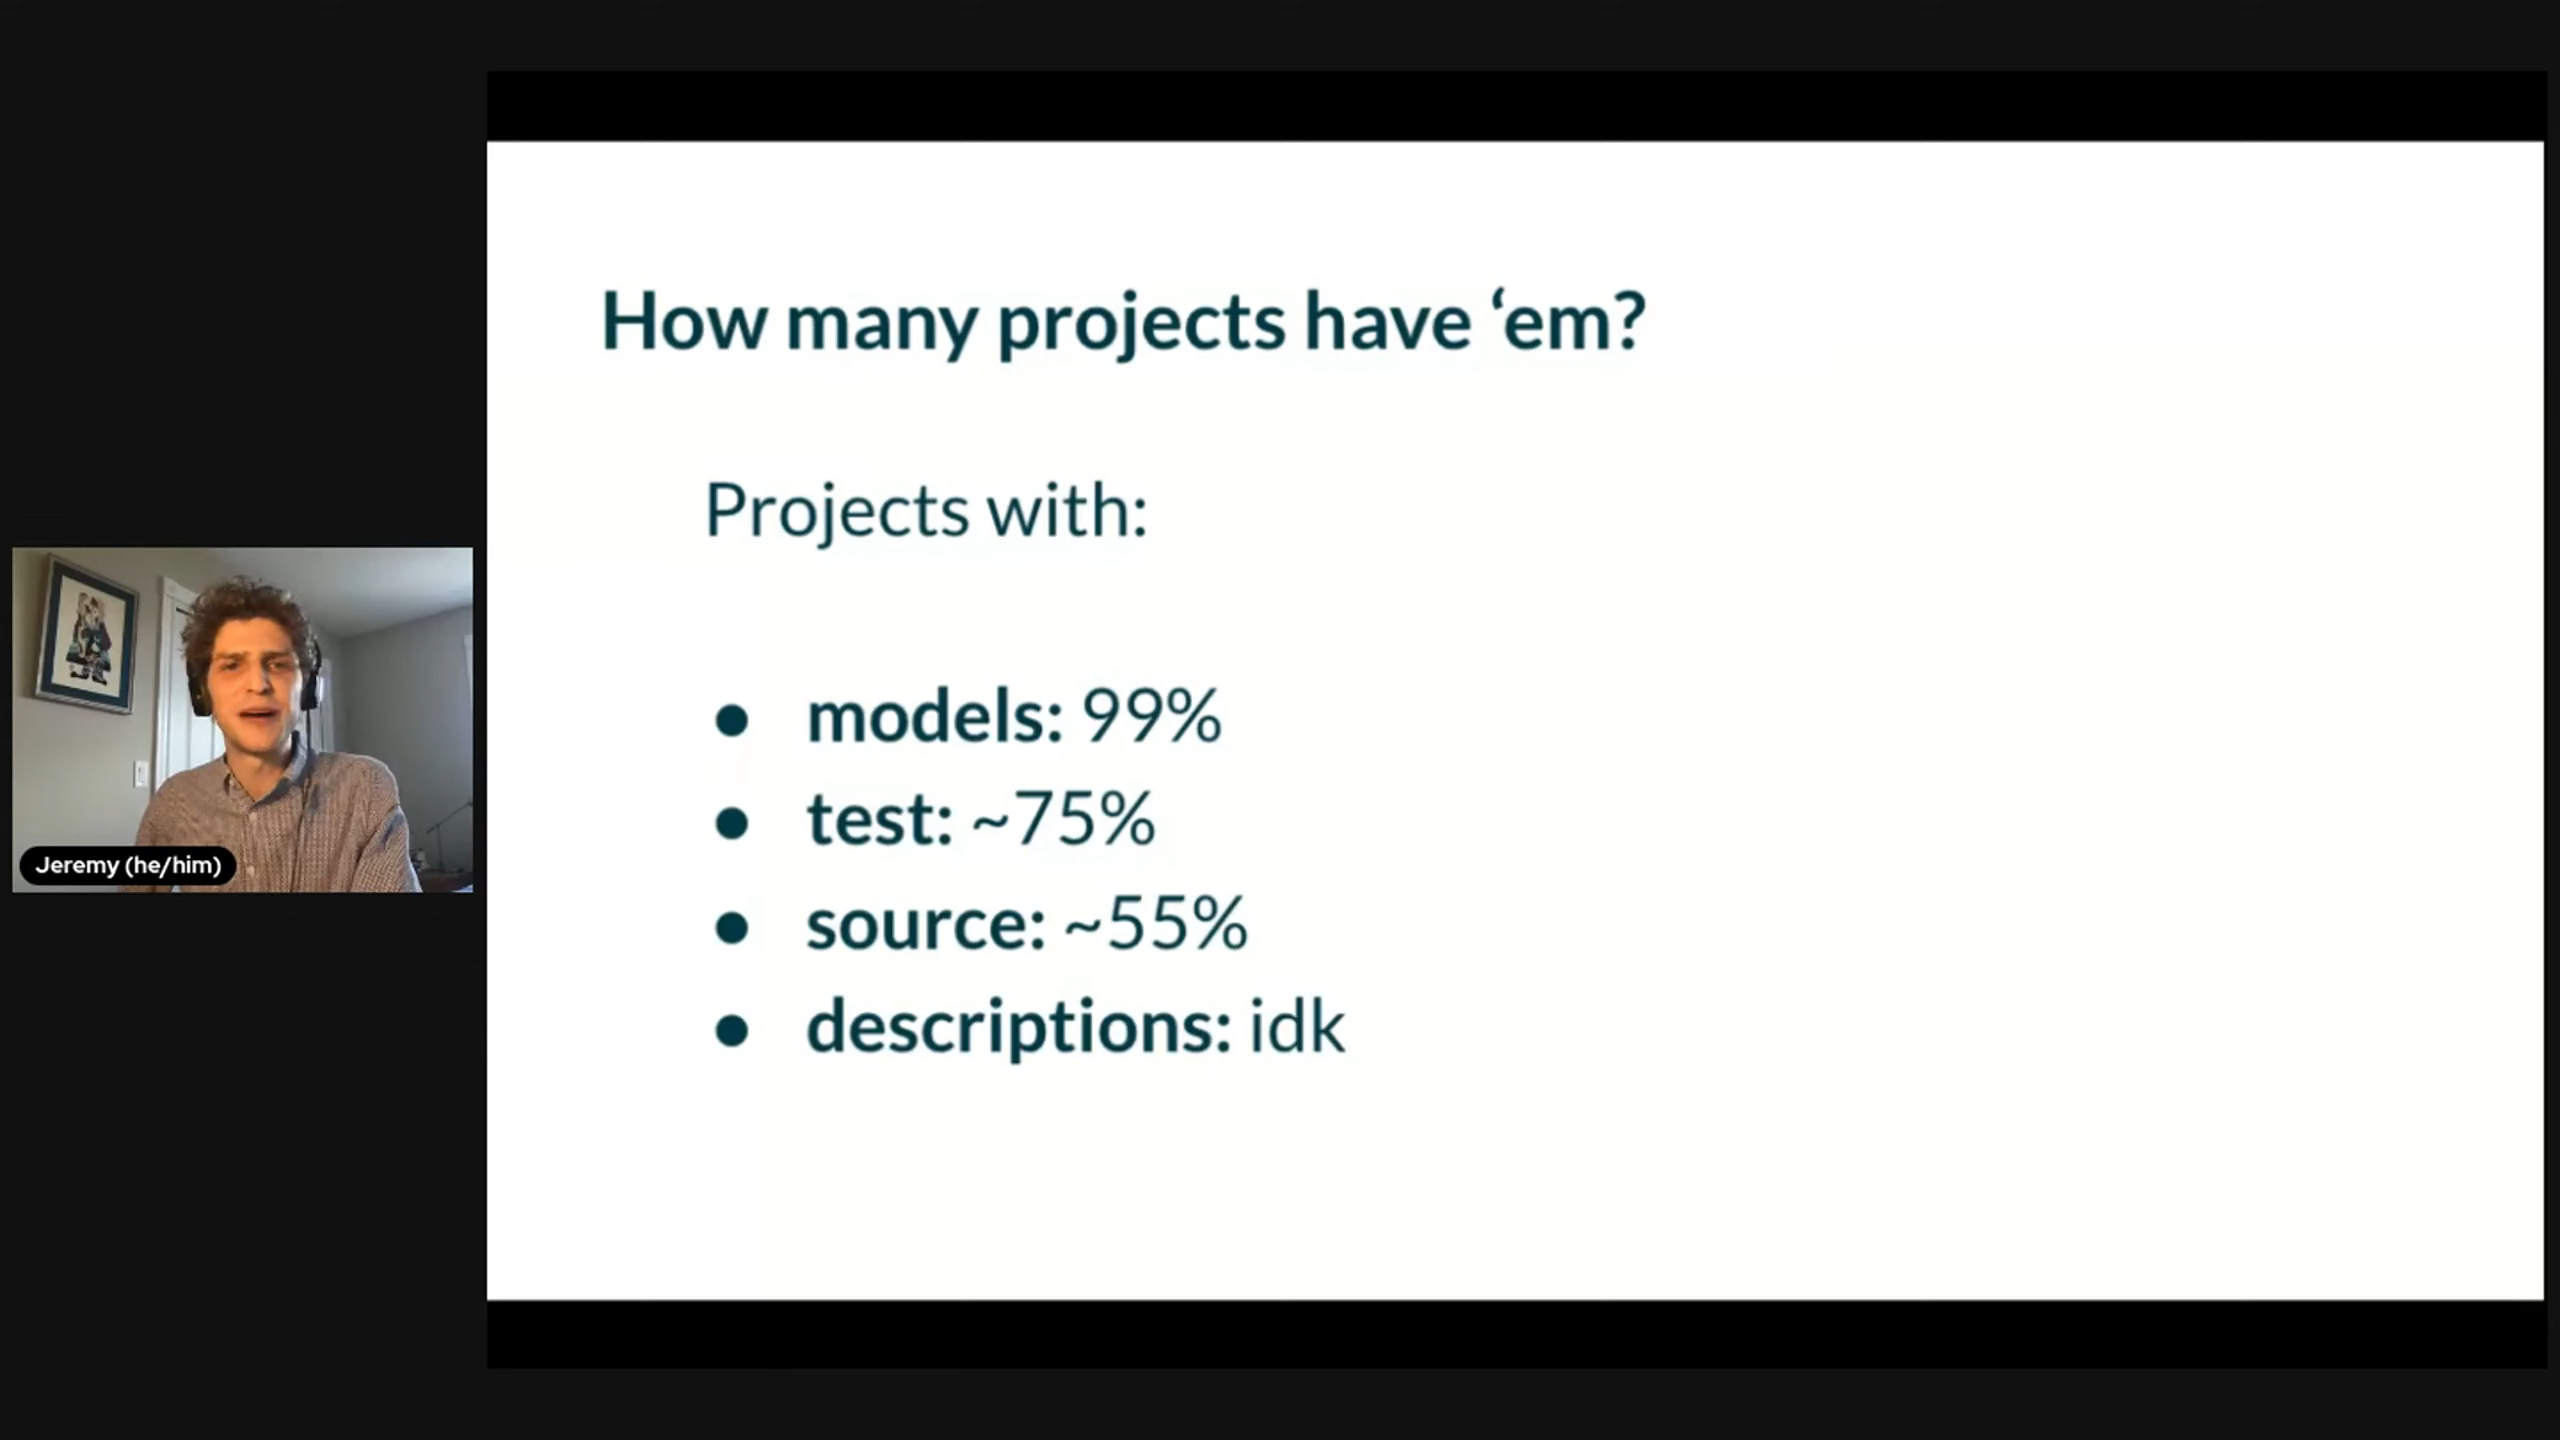 How many projects have ‘em?
Projects with:
● models: 99%
● test: ~75%
● source: ~55%
● descriptions: idk
Jeremy (he/him)